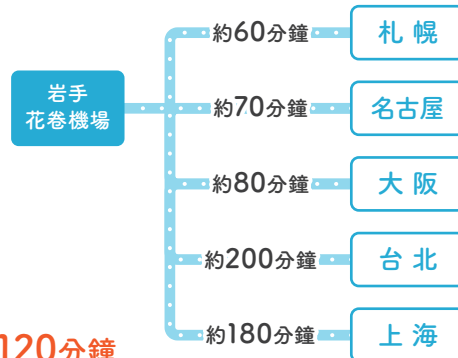 約60分鐘
札幌
岩手
花巻機場
約70分鐘
名古屋
約80分鐘
大阪
約200分鐘
台北
約180分鐘
上海
120分鐘